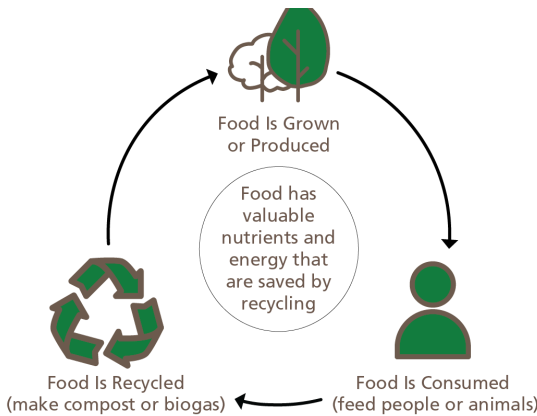 Food Is Grown
or Produced
Food has
valuable
nutrients and
energy that
are saved by
recycling
Food Is Recycled
(make compost or biogas)
Food Is Consumed
(feed people or animals)